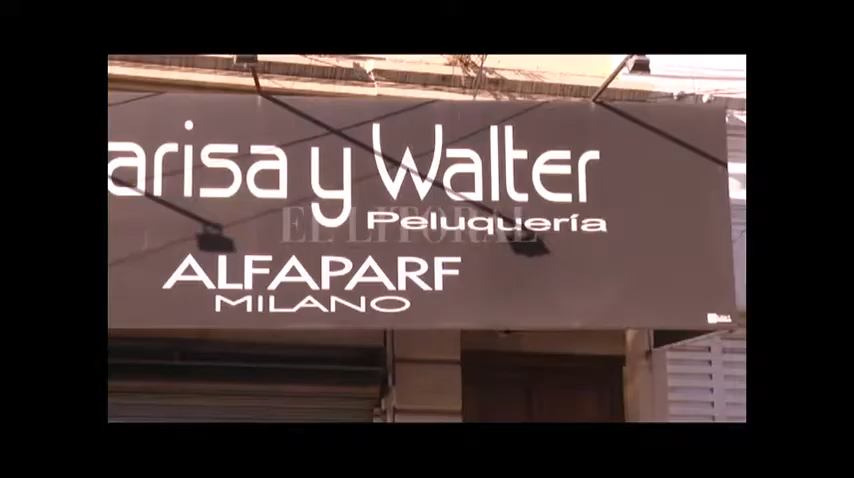 arisa y Walter
Peluquería
EL LITORAL
ALFAPARF
MILANO